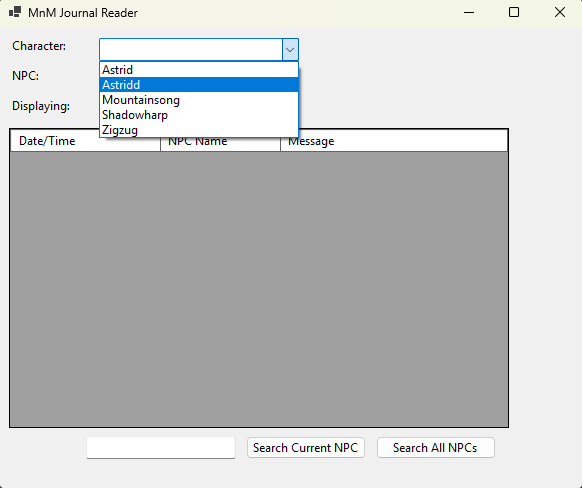 MnM Journal Reader
Character:
Astrid
Astridd
Mountainsong
Shadowharp
Zigzug
NPC:
Displaying:
Date/Time NPC Name Message
Search Current NPC Search All NPCs